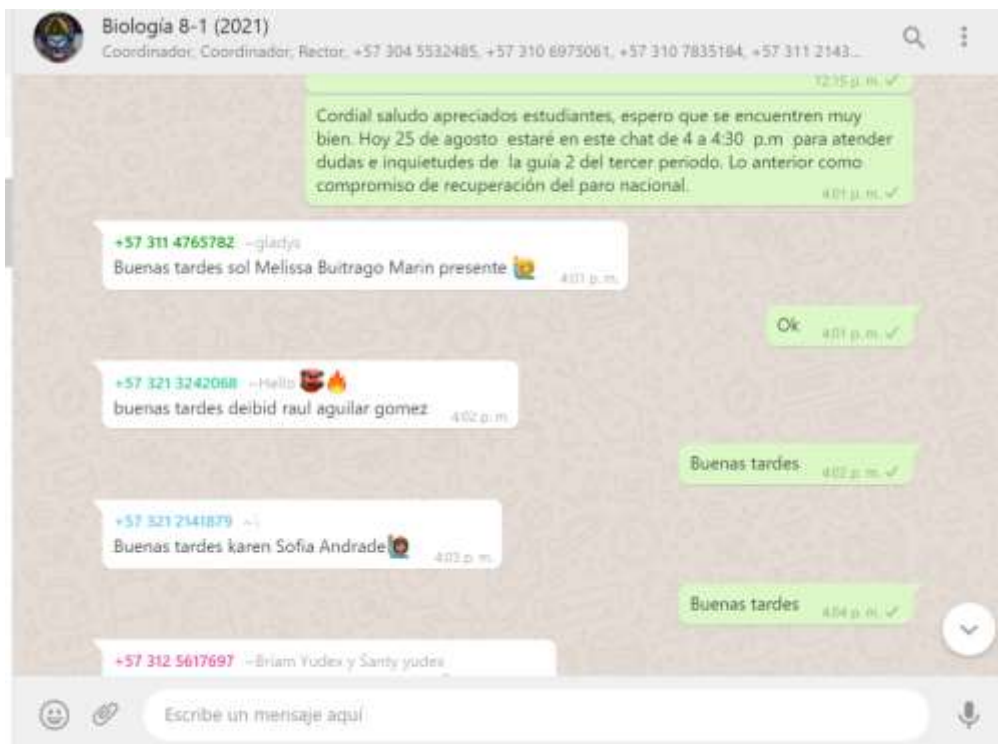 Biología 8-1 (2021)
Coordinador, Coordinador, Rector, +57 304 5532485, +57 310 6975061, +57 310 7835184, +57 311 2143...
12:15 p. m.
Cordial saludo apreciados estudiantes, espero que se encuentren muy
bien. Hoy 25 de agosto estaré en este chat de 4 a 4:30 p.m para atender
dudas e inquietudes de la guía 2 del tercer periodo. Lo anterior como
compromiso de recuperación del paro nacional.
4:01 p. m.
+57 311 4765782 ~gladys
Buenas tardes sol Melissa Buitrago Marin presente
4:01 p. m.
Ok
4:01 p. m.
+57 321 3242068 ~Hello
buenas tardes deibid raul aguilar gomez
4:02 p. m.
Buenas tardes
4:02 p. m.
+57 321 2141879
Buenas tardes karen Sofia Andrade
4:03 p. m.
Buenas tardes
4:04 p. m.
+57 312 5617697 ~Briam Yudex y Santy yudex
Escribe un mensaje aquí